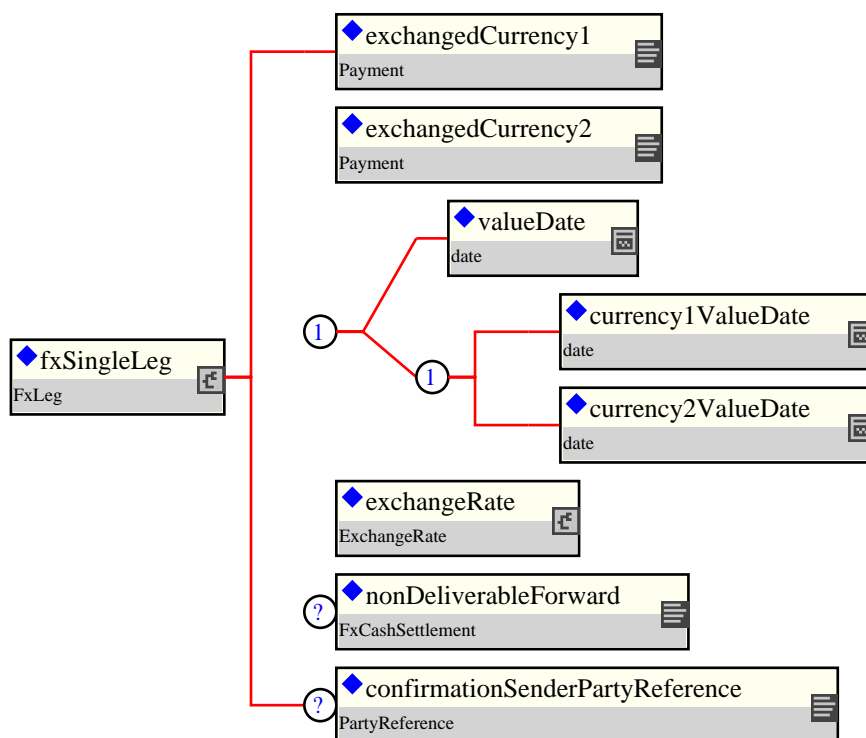 exchangedCurrency1
Payment
exchangedCurrency2
Payment
valueDate
date
1
currency1ValueDate
date
fxSingleLeg
FxLeg
1
currency2ValueDate
date
exchangeRate
ExchangeRate
?
nonDeliverableForward
FxCashSettlement
?
confirmationSenderPartyReference
PartyReference